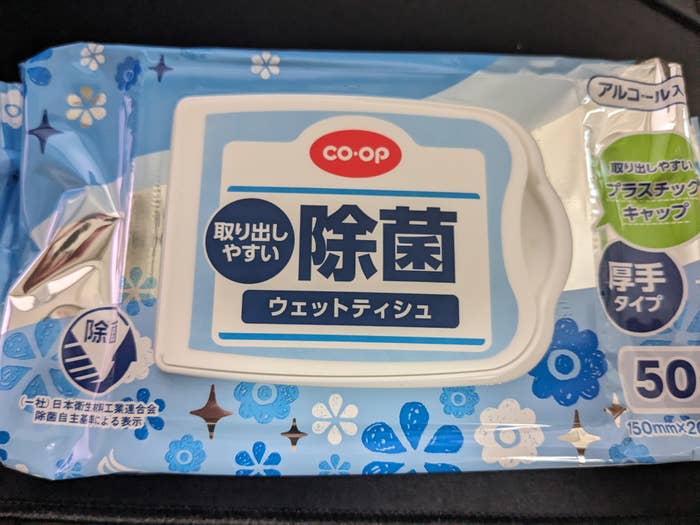 アルコール入
CO·OP
取り出しやすい
プラスチック
キャップ
取り出し
やすい
除菌
ウェットティシュ
厚手
タイプ
除菌
50
150mm×20
(一社)日本衛生材料工業連合会
除菌自主基準による表示